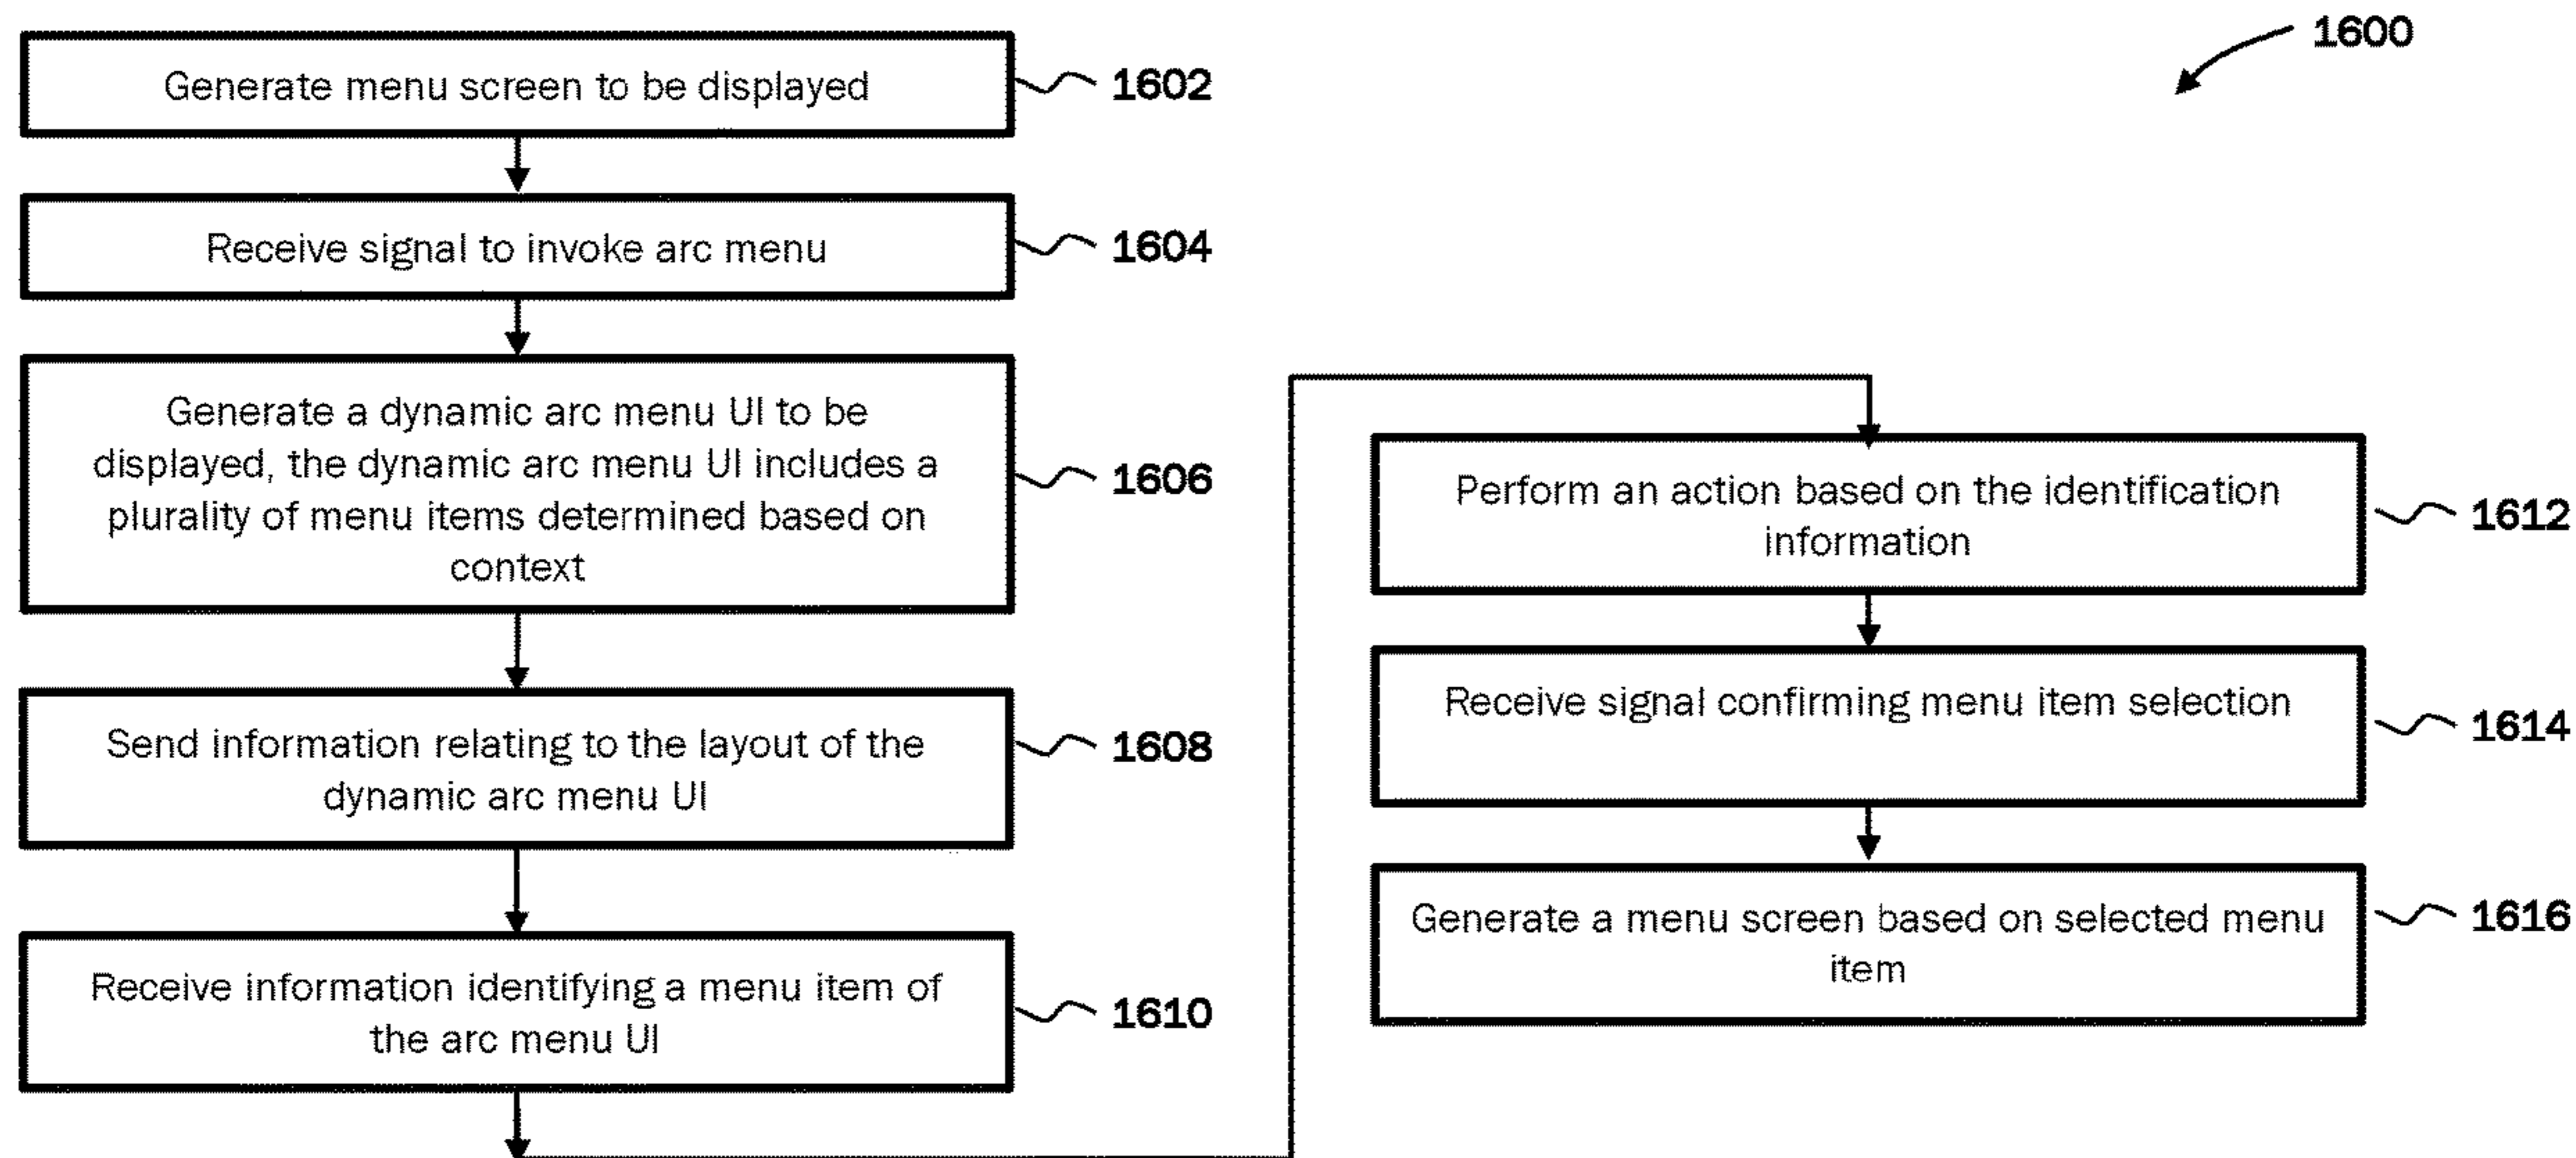 1600
Generate menu screen to be displayed
1602
Receive signal to invoke arc menu
1604
Generate a dynamic arc menu UI to be
displayed, the dynamic arc menu UI includes a
plurality of menu items determined based on
context
1606
Send information relating to the layout of the
dynamic arc menu UI
1608
Receive information identifying a menu item of
the arc menu UI
1610
Perform an action based on the identification
information
1612
Receive signal confirming menu item selection
1614
Generate a menu screen based on selected menu
item
1616